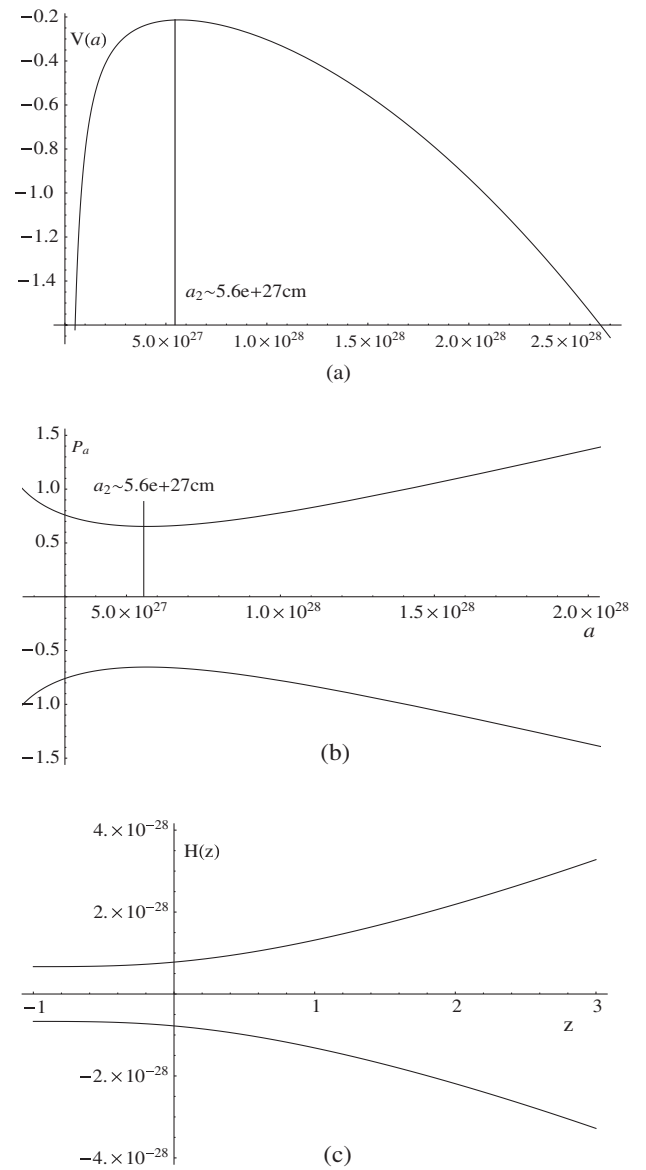 −0.2
V(a)
−0.4
−0.6
−0.8
−1.0
−1.2
−1.4
a₂~5.6e+27cm
5.0×10²⁷ 1.0×10²⁸ 1.5×10²⁸ 2.0×10²⁸ 2.5×10²⁸
(a)
1.5
Pₐ
a₂~5.6e+27cm
1.0
0.5
5.0×10²⁷ 1.0×10²⁸ 1.5×10²⁸ 2.0×10²⁸
a
−0.5
−1.0
−1.5
(b)
4.×10⁻²⁸
H(z)
2.×10⁻²⁸
−1 1 2 3
z
−2.×10⁻²⁸
−4.×10⁻²⁸
(c)